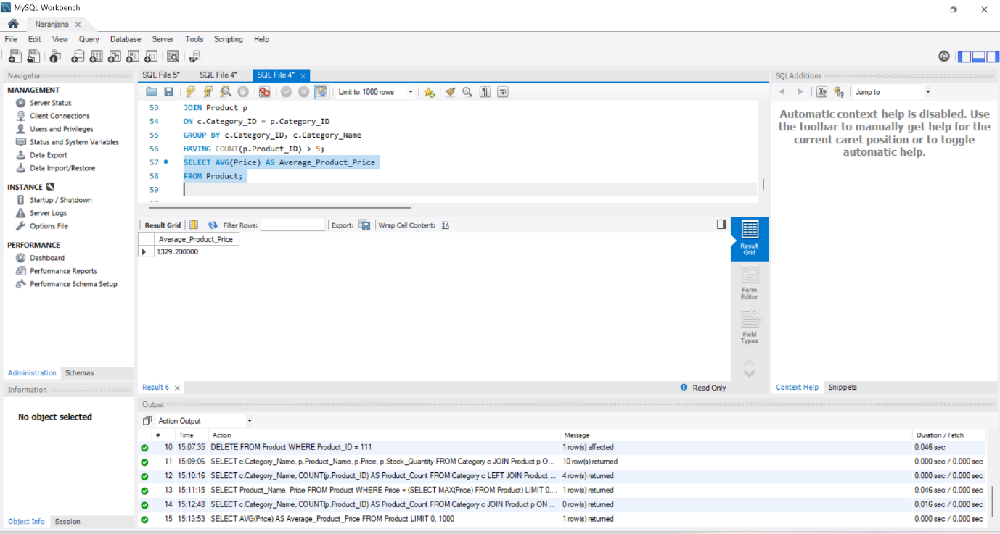 MySQL Workbench
Naranjana
File Edit View Query Database Server Tools Scripting Help
Navigator
MANAGEMENT
Server Status
Client Connections
Users and Privileges
Status and System Variables
Data Export
Data Import/Restore
INSTANCE
Startup / Shutdown
Server Logs
Options File
PERFORMANCE
Dashboard
Performance Reports
Performance Schema Setup
Administration Schemas
Information
No object selected
Object Info Session
SQL File 5* SQL File 4* SQL File 4*
Limit to 1000 rows
53 JOIN Product p
54 ON c.Category_ID = p.Category_ID
55 GROUP BY c.Category_ID, c.Category_Name
56 HAVING COUNT(p.Product_ID) > 5;
57 SELECT AVG(Price) AS Average_Product_Price
58 FROM Product;
59
Result Grid Filter Rows: Export: Wrap Cell Content:
Average_Product_Price
1329.200000
Result Grid
Form Editor
Field Types
Result 6 Read Only
Output
Action Output
# Time Action Message Duration / Fetch
10 15:07:35 DELETE FROM Product WHERE Product_ID = 111 1 row(s) affected 0.046 sec
11 15:09:06 SELECT c.Category_Name, p.Product_Name, p.Price, p.Stock_Quantity FROM Category c JOIN Product p O... 10 row(s) returned 0.000 sec / 0.000 sec
12 15:10:16 SELECT c.Category_Name, COUNT(p.Product_ID) AS Product_Count FROM Category c LEFT JOIN Product ... 4 row(s) returned 0.000 sec / 0.000 sec
13 15:11:15 SELECT Product_Name, Price FROM Product WHERE Price = (SELECT MAX(Price) FROM Product) LIMIT 0,... 1 row(s) returned 0.046 sec / 0.000 sec
14 15:12:48 SELECT c.Category_Name, COUNT(p.Product_ID) AS Product_Count FROM Category c JOIN Product p ON ... 0 row(s) returned 0.016 sec / 0.000 sec
15 15:13:53 SELECT AVG(Price) AS Average_Product_Price FROM Product LIMIT 0, 1000 1 row(s) returned 0.000 sec / 0.000 sec
SQLAdditions
Jump to
Automatic context help is disabled. Use
the toolbar to manually get help for the
current caret position or to toggle
automatic help.
Context Help Snippets